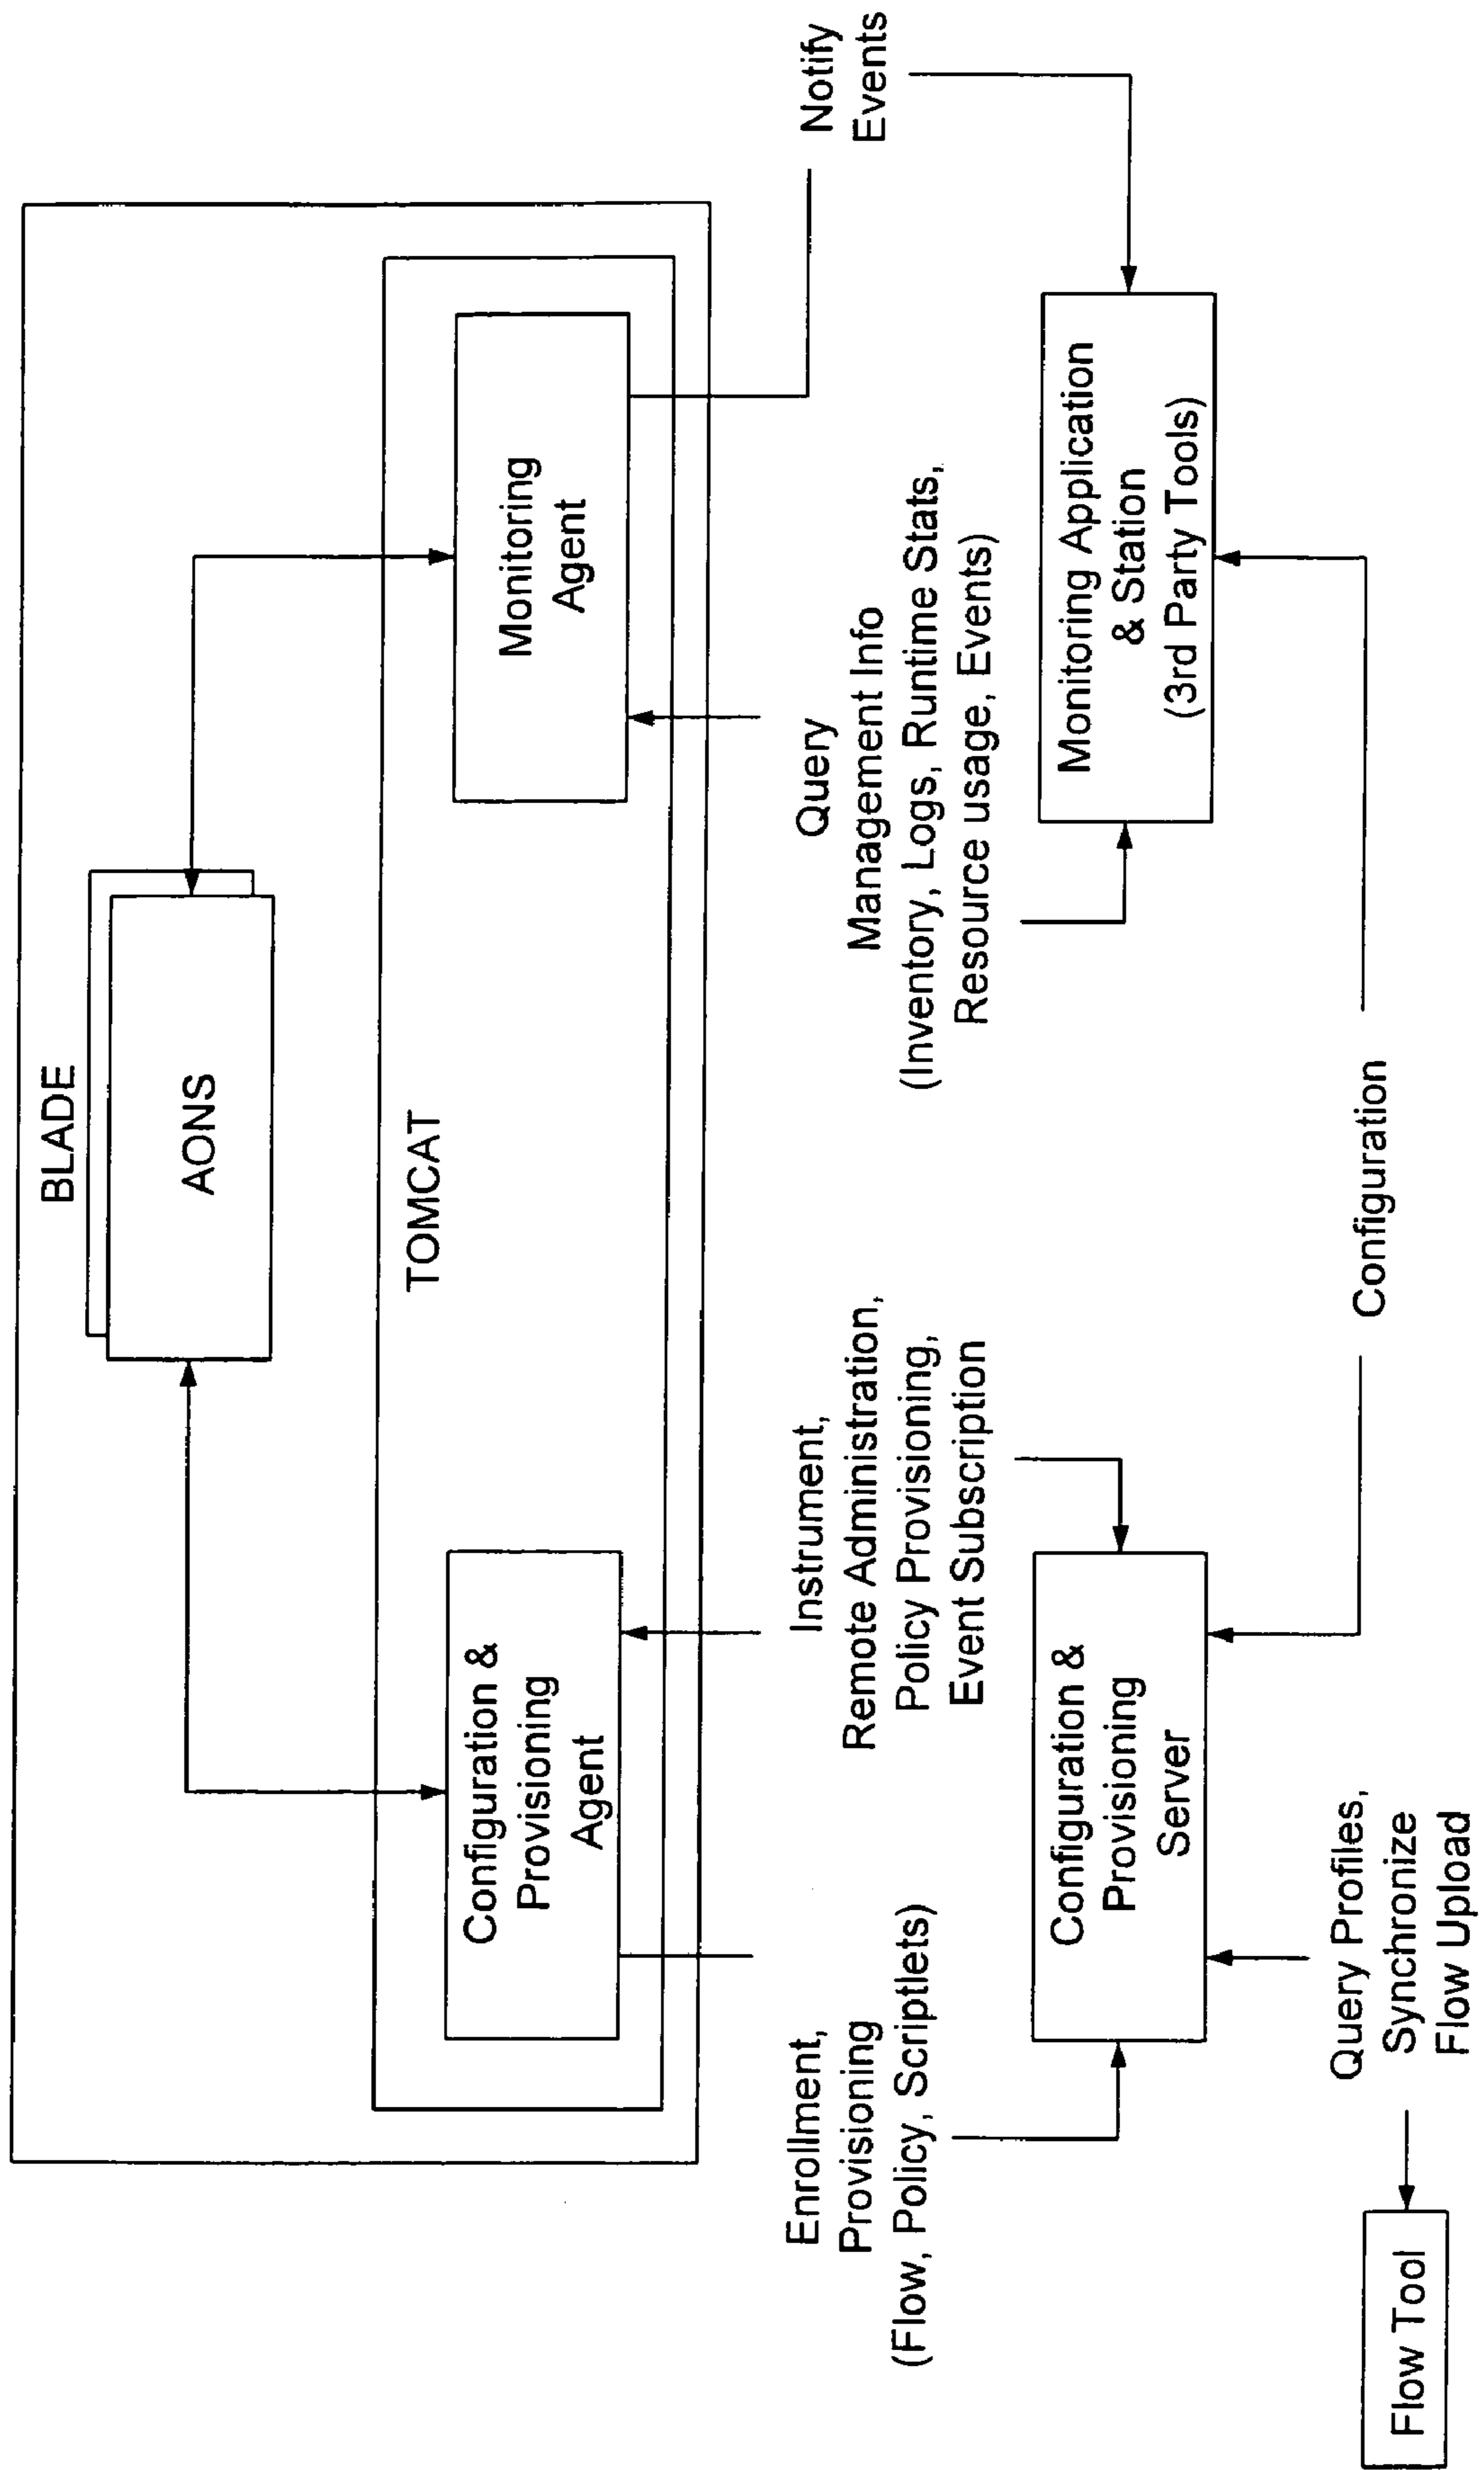 BLADE
AONS
TOMCAT
Configuration &
Provisioning
Agent
Monitoring
Agent
Enrollment,
Provisioning
(Flow, Policy, Scriptlets)
Instrument,
Remote Administration,
Policy Provisioning,
Event Subscription
Query
Management Info
(Inventory, Logs, Runtime Stats,
Resource usage, Events)
Notify
Events
Configuration &
Provisioning
Server
Monitoring Application
& Station
(3rd Party Tools)
Configuration
Query Profiles,
Synchronize
Flow Upload
Flow Tool